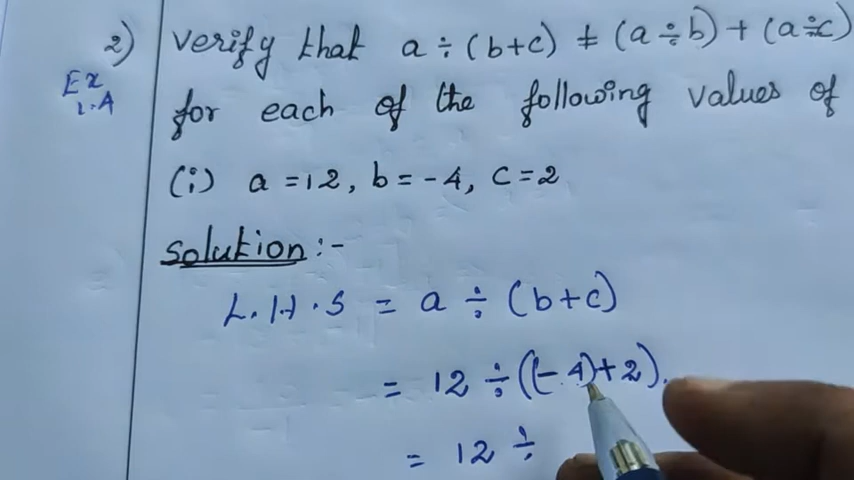 2) Verify that a ÷ (b+c) ≠ (a ÷ b) + (a ÷ c)
Ex 1.A
for each of the following values of
(i) a = 12, b = -4, c = 2
Solution :-
L.H.S = a ÷ (b+c)
= 12 ÷ ((-4)+2)
= 12 ÷